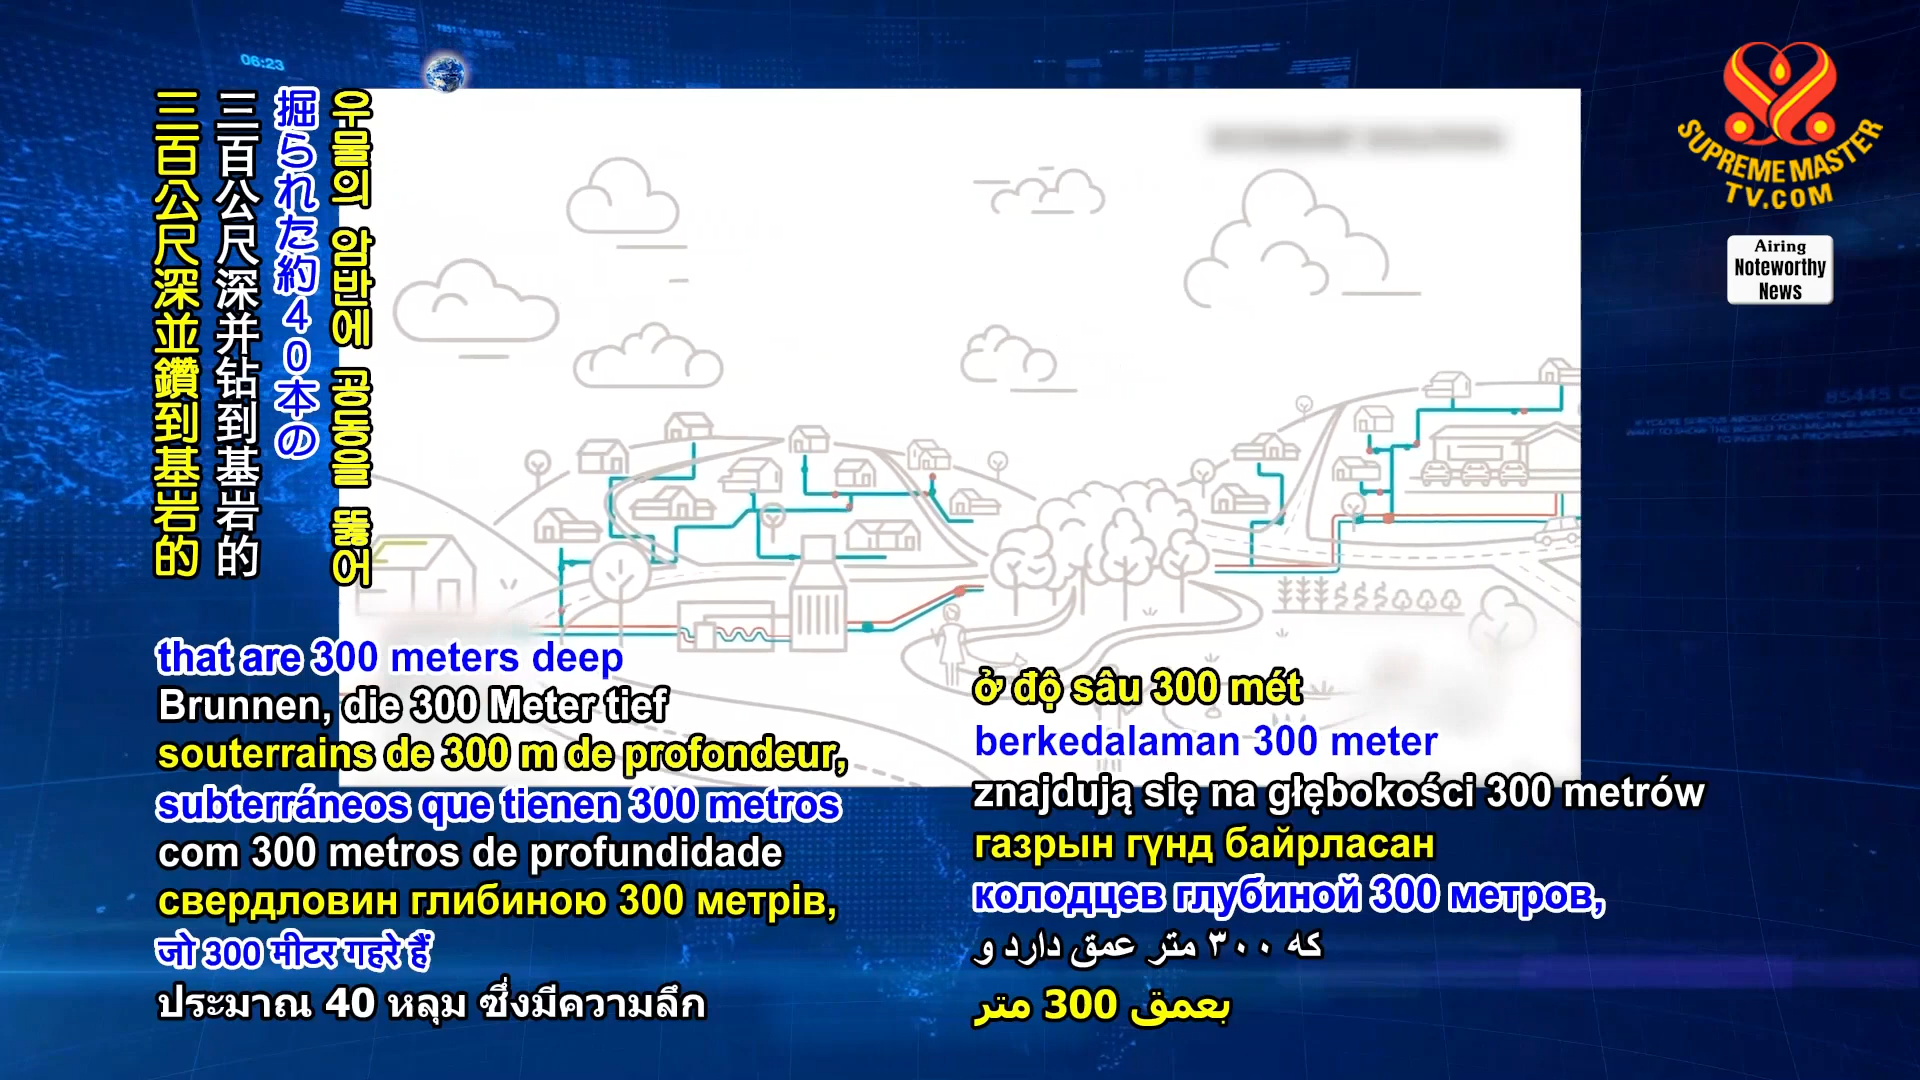 06:23
三百公尺深並鑽到基岩的
三百公尺深并钻到基岩的
掘られた約40本の
우물의 암반에 공동을 뚫어
SUPREME MASTER
TV.COM
Airing
Noteworthy
News
85445
that are 300 meters deep
Brunnen, die 300 Meter tief
souterrains de 300 m de profondeur,
subterráneos que tienen 300 metros
com 300 metros de profundidade
свердловин глибиною 300 метрів,
जो 300 मीटर गहरे हैं
ประมาณ 40 หลุม ซึ่งมีความลึก
ở độ sâu 300 mét
berkedalaman 300 meter
znajdują się na głębokości 300 metrów
газрын гүнд байрласан
колодцев глубиной 300 метров,
که ۳۰۰ متر عمق دارد و
بعمق 300 متر